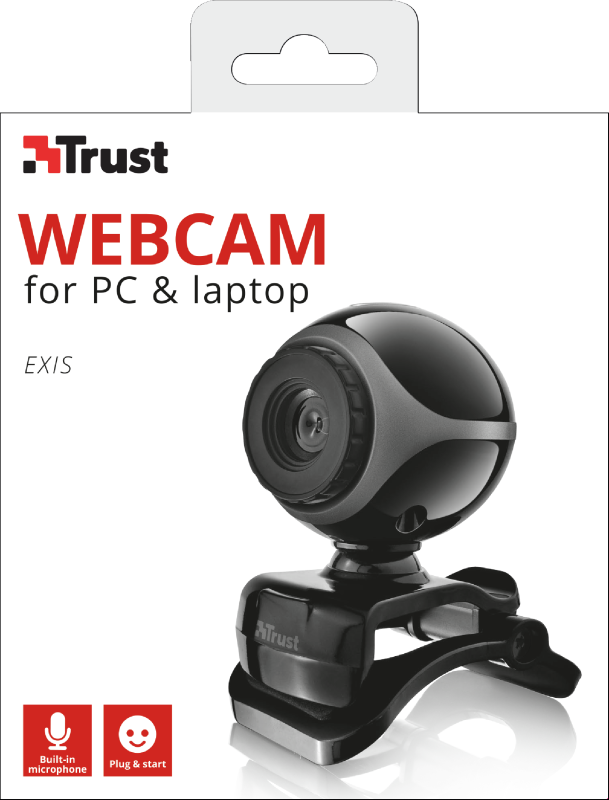 Trust
WEBCAM
for PC & laptop
EXIS
Trust
Built-in
microphone
Plug & start